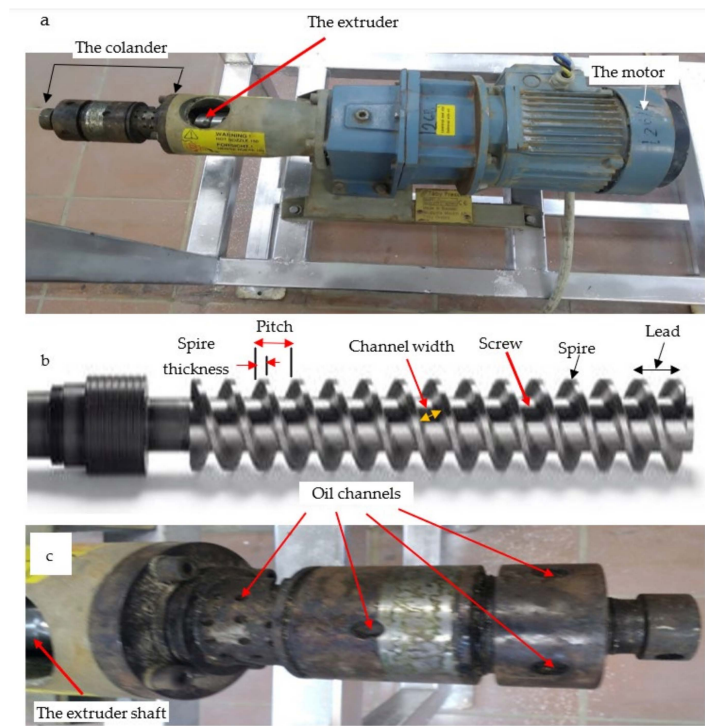 a
The extruder
The colander
The motor
WARNING!
b
Pitch
Spire
thickness
Channel width
Screw
Spire
Lead
Oil channels
c
The extruder shaft